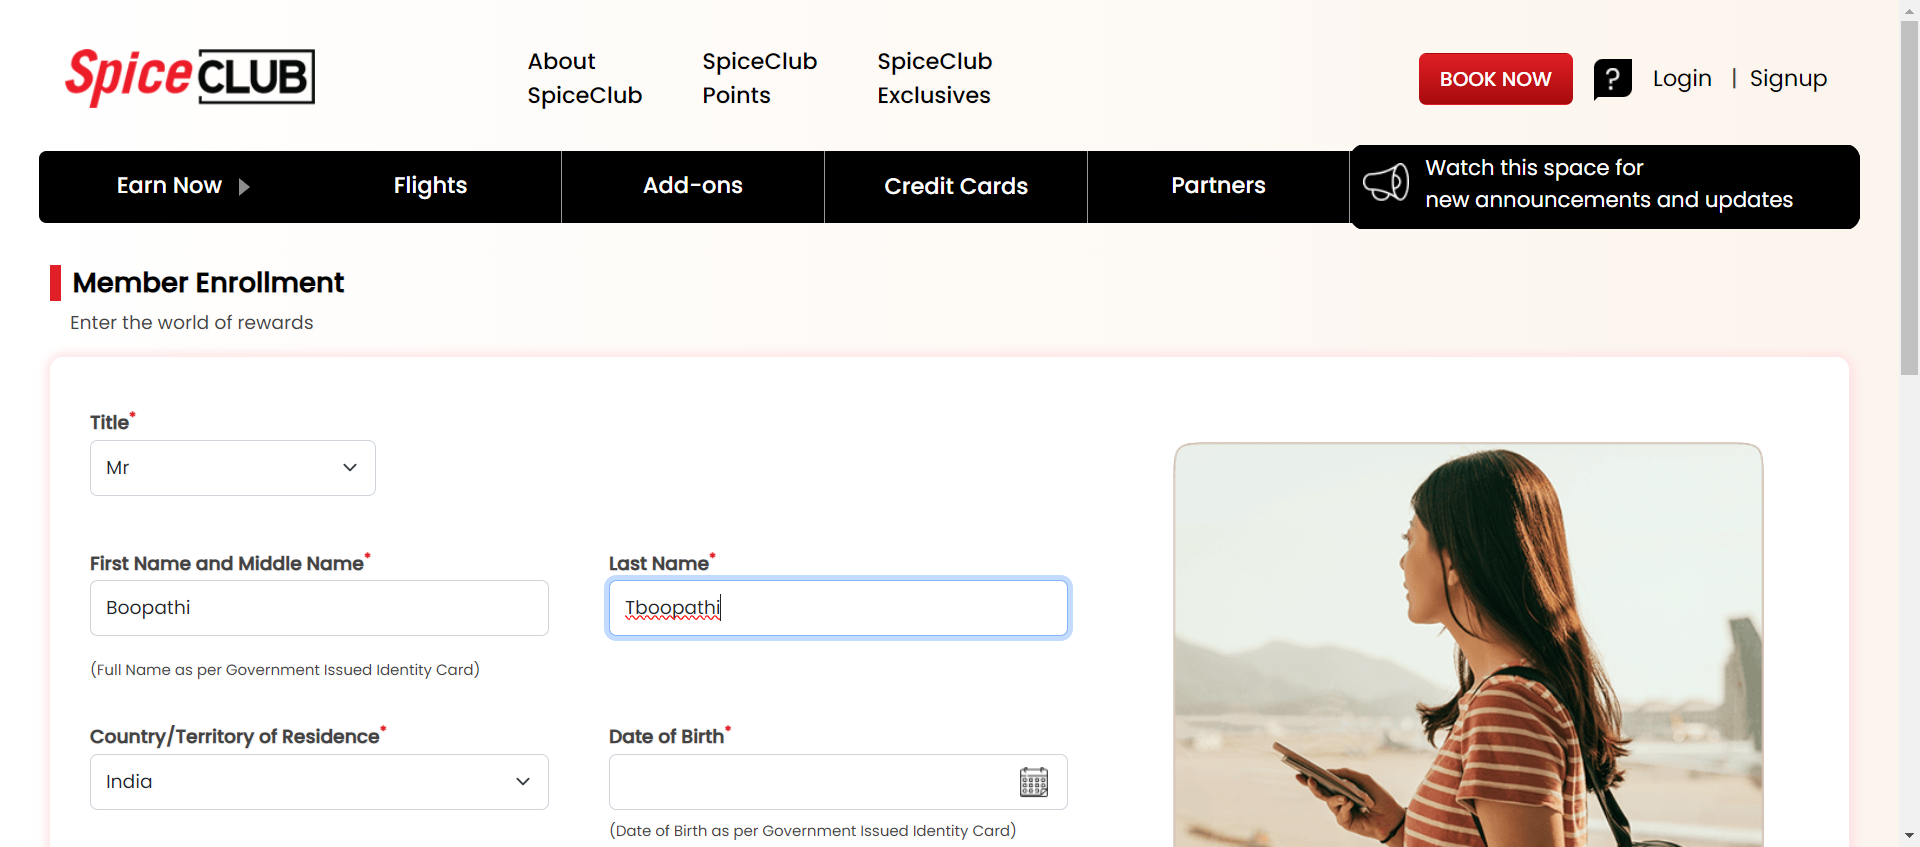 Spice CLUB
About
SpiceClub
SpiceClub
Points
SpiceClub
Exclusives
BOOK NOW
?
Login | Signup
Earn Now
Flights
Add-ons
Credit Cards
Partners
Watch this space for
new announcements and updates
Member Enrollment
Enter the world of rewards
Title*
Mr
First Name and Middle Name*
Boopathi
(Full Name as per Government Issued Identity Card)
Last Name*
Tboopathi
Country/Territory of Residence*
India
Date of Birth*
(Date of Birth as per Government Issued Identity Card)